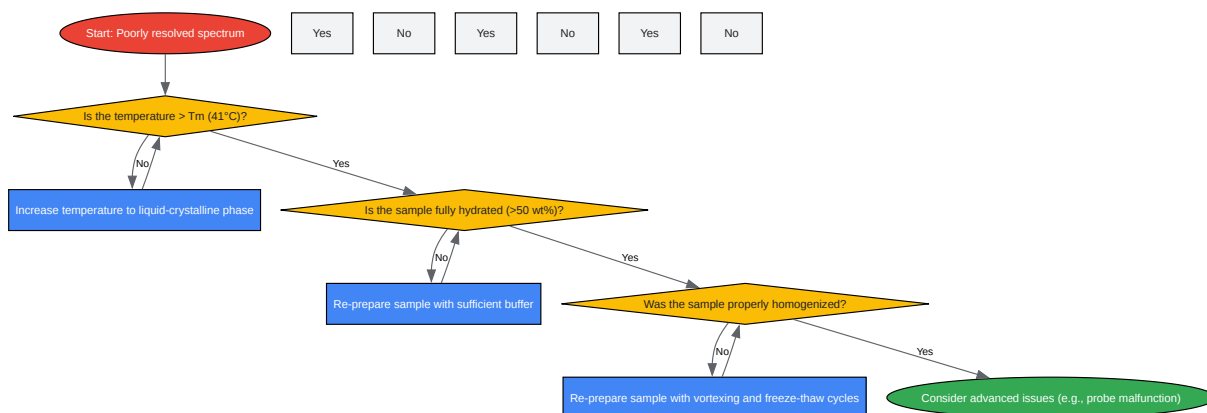 Start: Poorly resolved spectrum
Yes
No
Yes
No
Yes
No
Is the temperature > Tm (41°C)?
No
Yes
Increase temperature to liquid-crystalline phase
Is the sample fully hydrated (>50 wt%)?
No
Yes
Re-prepare sample with sufficient buffer
Was the sample properly homogenized?
No
Yes
Re-prepare sample with vortexing and freeze-thaw cycles
Consider advanced issues (e.g., probe malfunction)